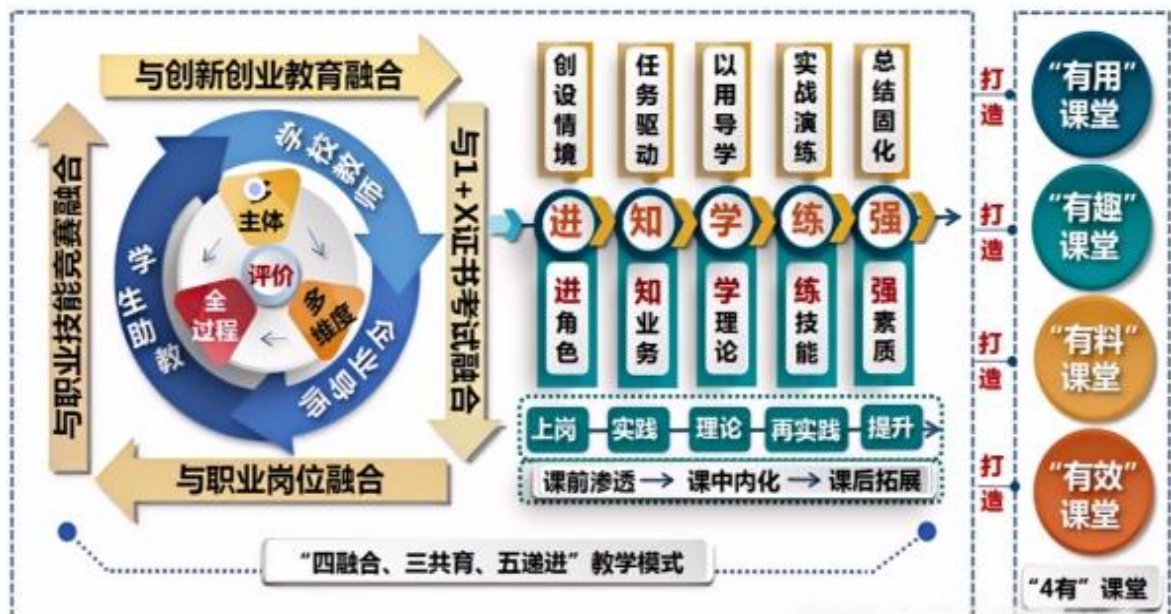 与创新创业教育融合
与1+X证书考试融合
与职业岗位融合
与职业技能竞赛融合
学校教师
企业导师
学生助教
主体
多维度
全过程
评价
创设情境
任务驱动
以用导学
实战演练
总结固化
进
知
学
练
强
进角色
知业务
学理论
练技能
强素质
上岗
实践
理论
再实践
提升
课前渗透
课中内化
课后拓展
“四融合、三共育、五递进”教学模式
打造
“有用”
课堂
打造
“有趣”
课堂
打造
“有料”
课堂
打造
“有效”
课堂
“4有”课堂